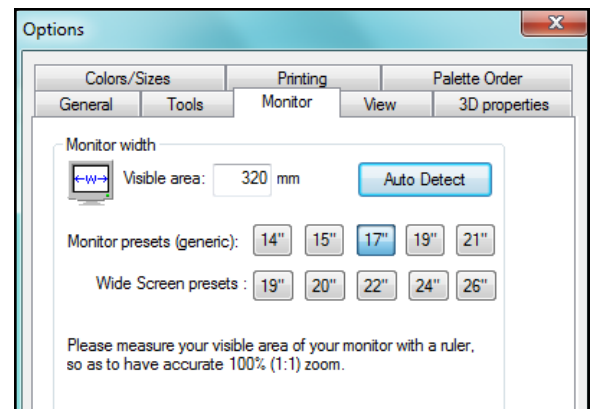 Options
X
Colors/Sizes Printing Palette Order
General Tools Monitor View 3D properties
Monitor width
←W→ Visible area: 320 mm Auto Detect
Monitor presets (generic): 14" 15" 17" 19" 21"
Wide Screen presets : 19" 20" 22" 24" 26"
Please measure your visible area of your monitor with a ruler,
so as to have accurate 100% (1:1) zoom.